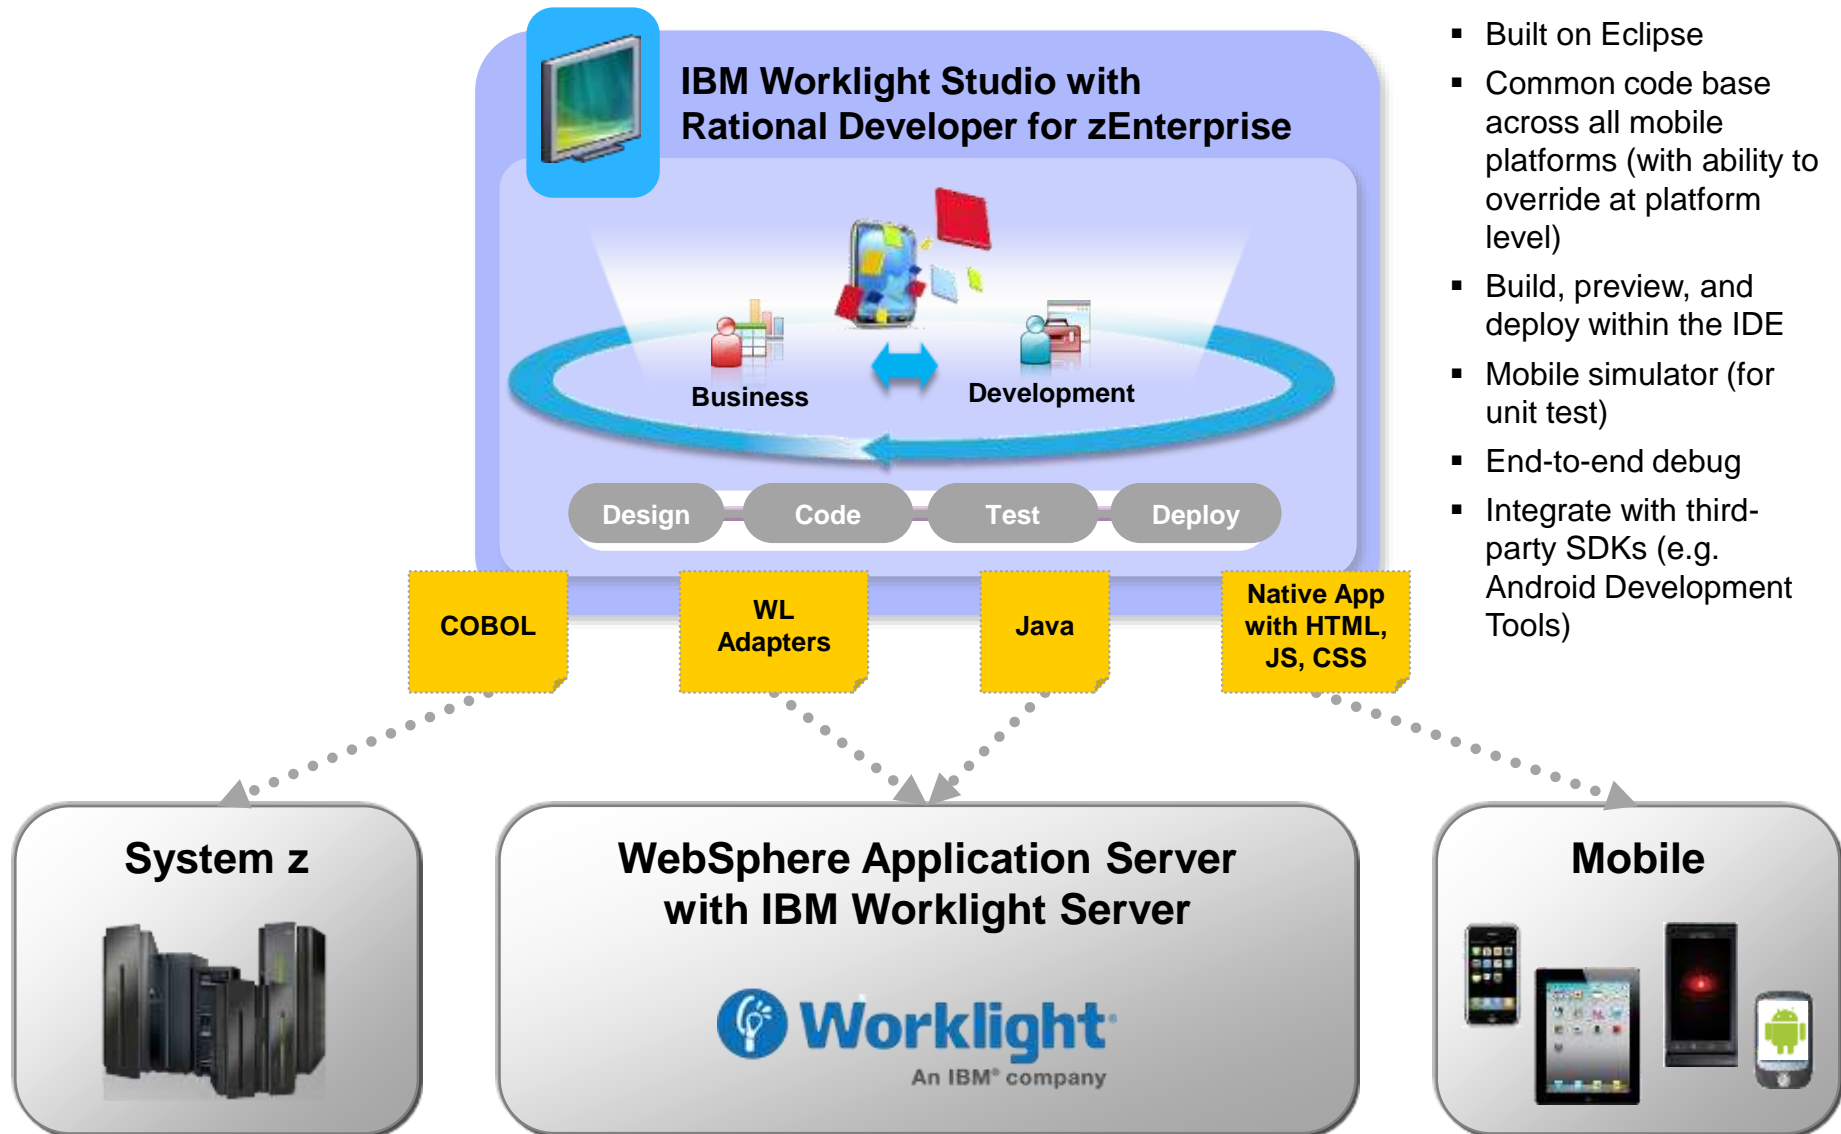 IBM Worklight Studio with
Rational Developer for zEnterprise
Business
Development
Design
Code
Test
Deploy
COBOL
WL
Adapters
Java
Native App
with HTML,
JS, CSS
▪ Built on Eclipse
▪ Common code base
across all mobile
platforms (with ability to
override at platform
level)
▪ Build, preview, and
deploy within the IDE
▪ Mobile simulator (for
unit test)
▪ End-to-end debug
▪ Integrate with third-
party SDKs (e.g.
Android Development
Tools)
System z
WebSphere Application Server
with IBM Worklight Server
Worklight®
An IBM® company
Mobile